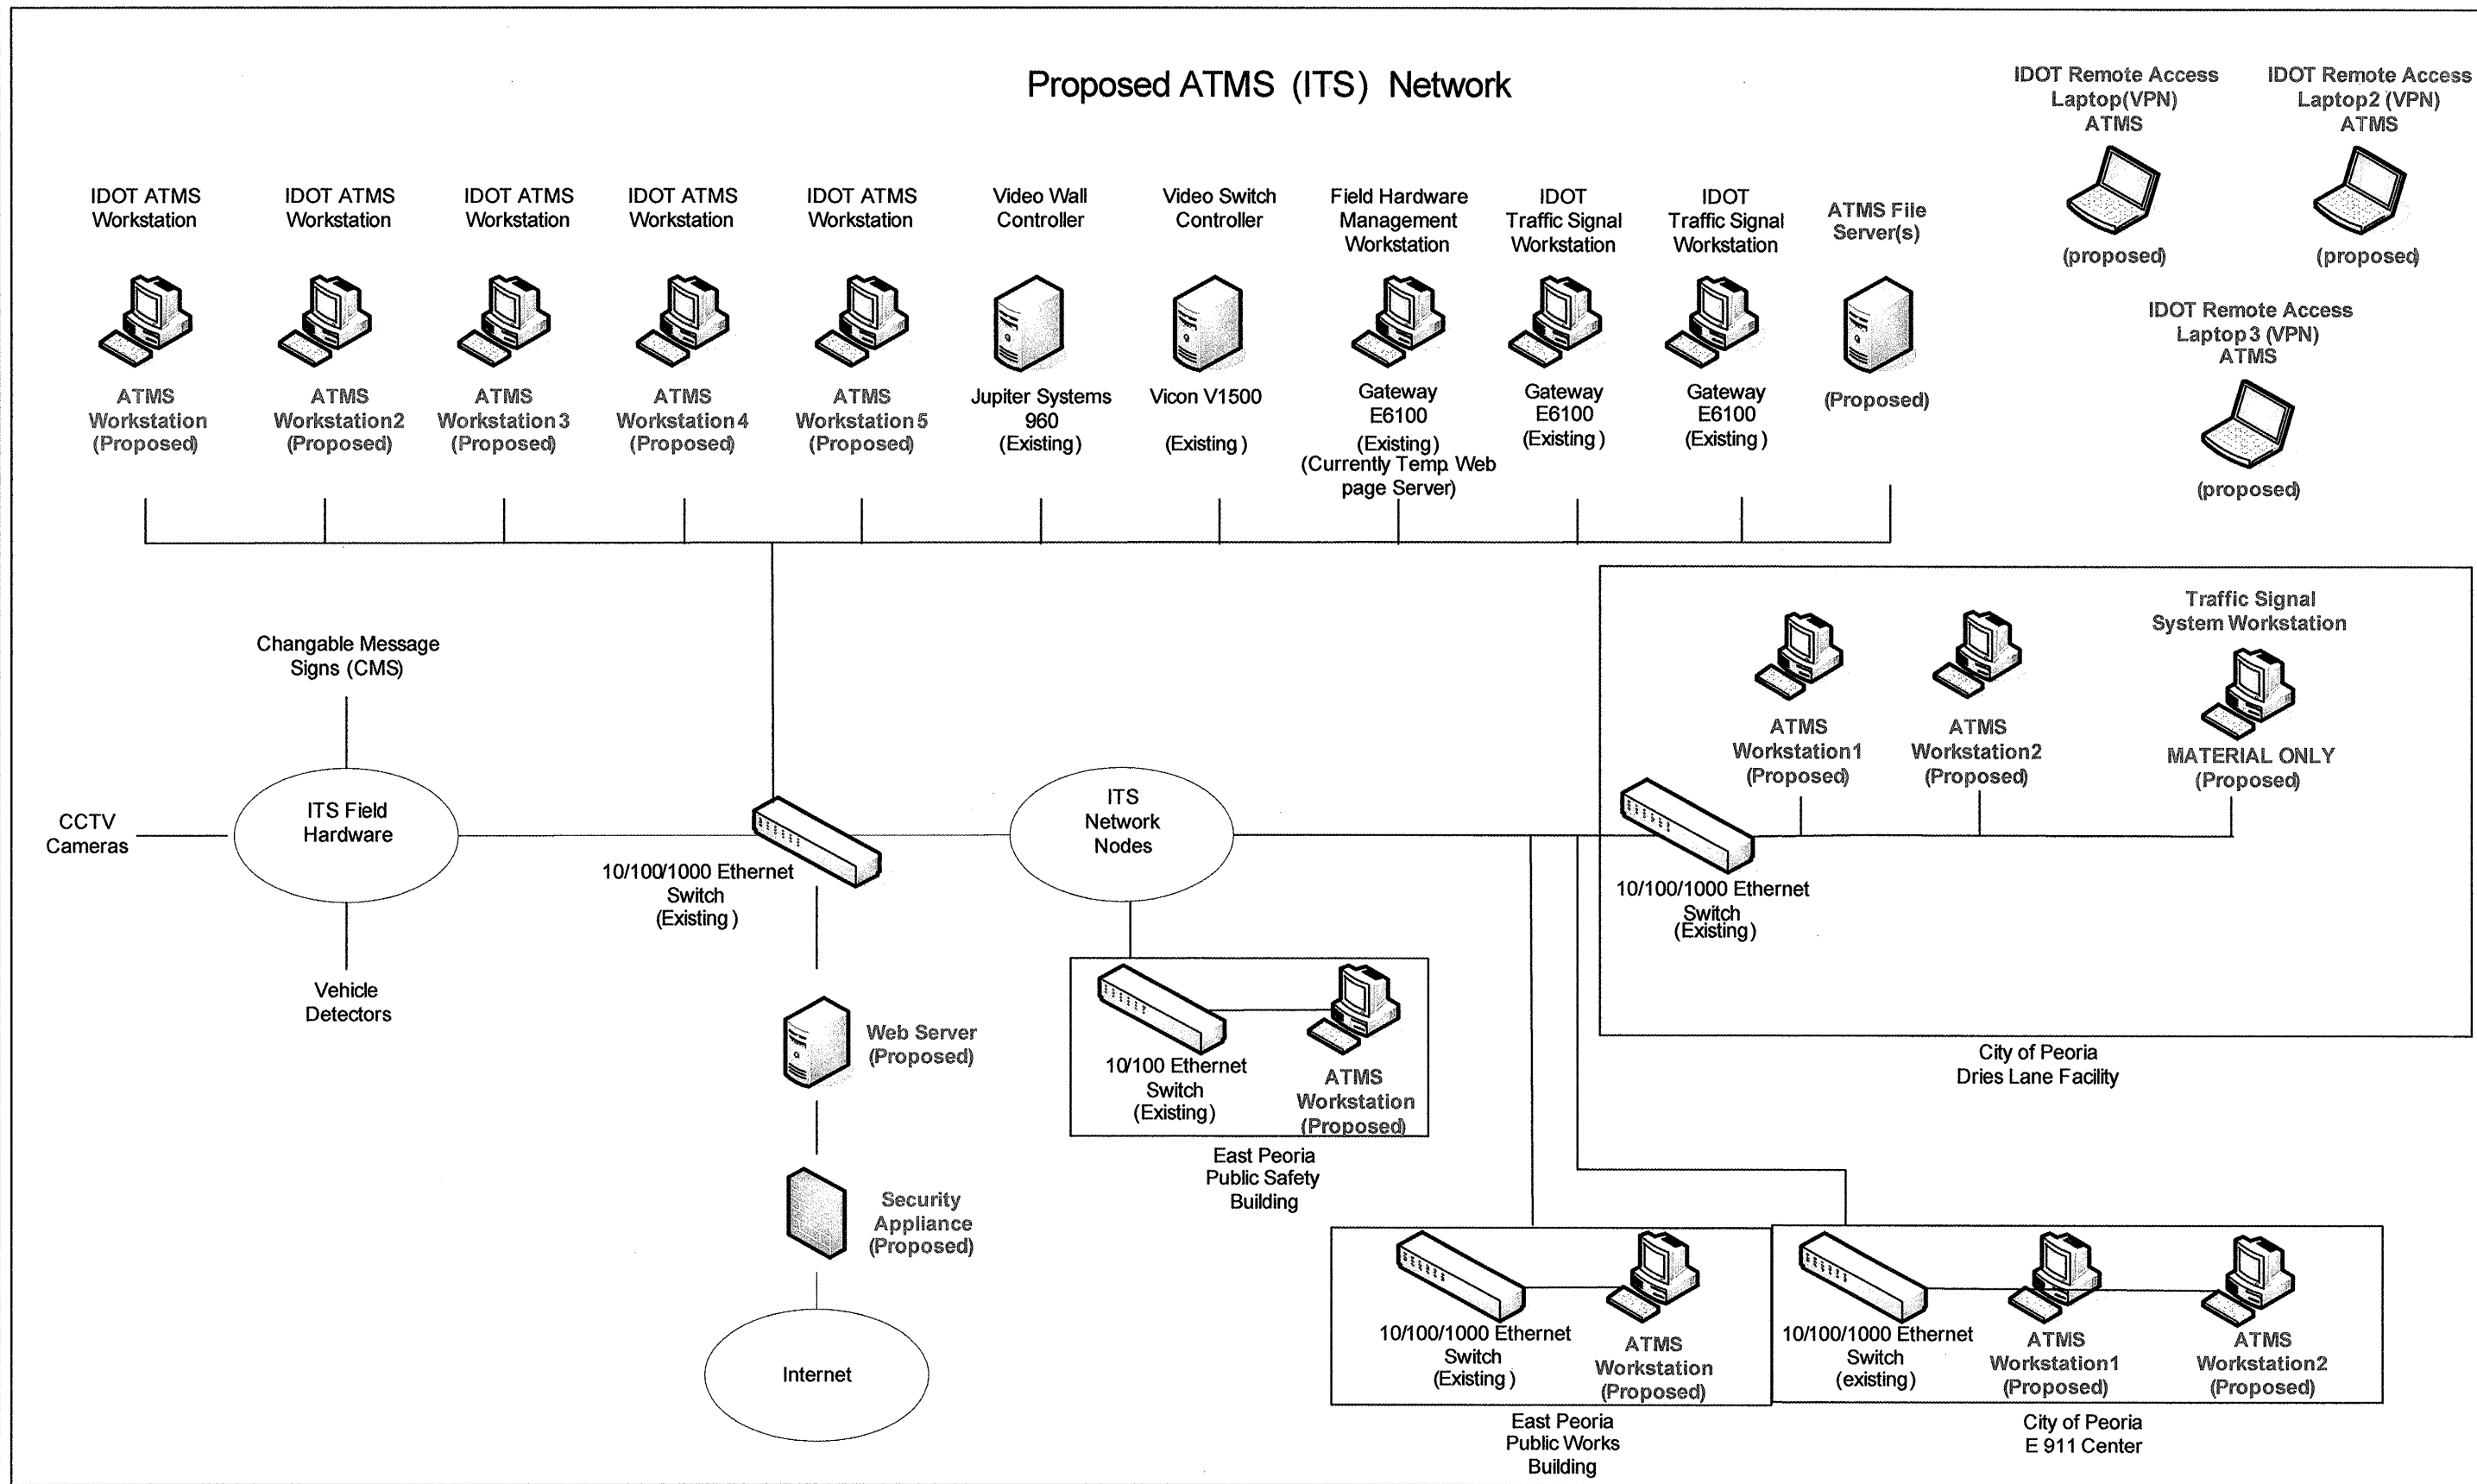 Proposed ATMS (ITS) Network
IDOT Remote Access
Laptop(VPN)
ATMS
(proposed)
IDOT Remote Access
Laptop2 (VPN)
ATMS
(proposed)
IDOT Remote Access
Laptop3 (VPN)
ATMS
(proposed)
IDOT ATMS
Workstation
ATMS
Workstation
(Proposed)
IDOT ATMS
Workstation
ATMS
Workstation2
(Proposed)
IDOT ATMS
Workstation
ATMS
Workstation3
(Proposed)
IDOT ATMS
Workstation
ATMS
Workstation4
(Proposed)
IDOT ATMS
Workstation
ATMS
Workstation5
(Proposed)
Video Wall
Controller
Jupiter Systems
960
(Existing)
Video Switch
Controller
Vicon V1500
(Existing)
Field Hardware
Management
Workstation
Gateway
E6100
(Existing)
(Currently Temp. Web
page Server)
IDOT
Traffic Signal
Workstation
Gateway
E6100
(Existing)
IDOT
Traffic Signal
Workstation
Gateway
E6100
(Existing)
ATMS File
Server(s)
(Proposed)
Changable Message
Signs (CMS)
CCTV
Cameras
ITS Field
Hardware
Vehicle
Detectors
10/100/1000 Ethernet
Switch
(Existing)
ITS
Network
Nodes
Web Server
(Proposed)
Security
Appliance
(Proposed)
Internet
10/100 Ethernet
Switch
(Existing)
ATMS
Workstation
(Proposed)
East Peoria
Public Safety
Building
ATMS
Workstation1
(Proposed)
ATMS
Workstation2
(Proposed)
Traffic Signal
System Workstation
MATERIAL ONLY
(Proposed)
10/100/1000 Ethernet
Switch
(Existing)
City of Peoria
Dries Lane Facility
10/100/1000 Ethernet
Switch
(Existing)
ATMS
Workstation
(Proposed)
East Peoria
Public Works
Building
10/100/1000 Ethernet
Switch
(existing)
ATMS
Workstation1
(Proposed)
ATMS
Workstation2
(Proposed)
City of Peoria
E 911 Center